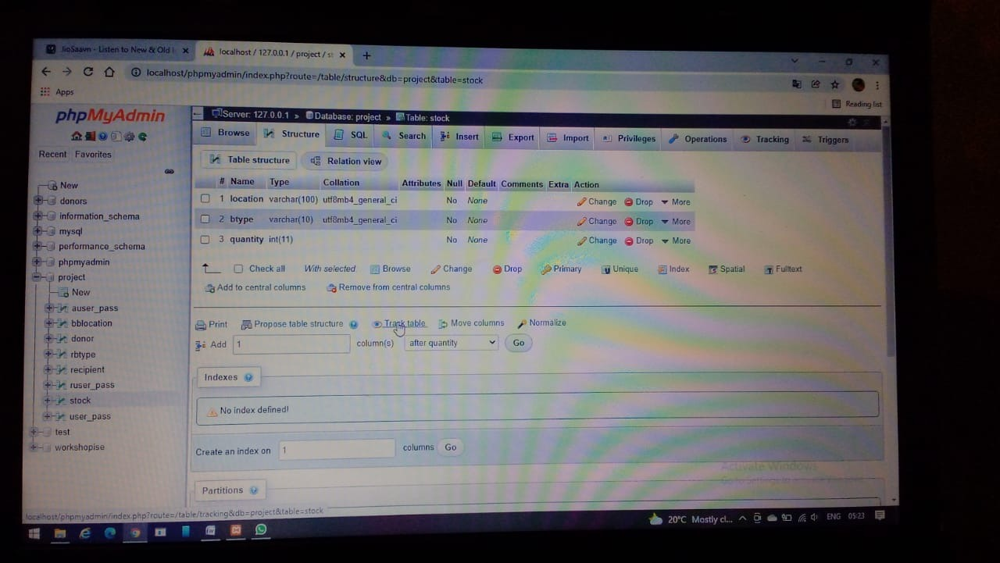 JioSaavn - Listen to New & Old
localhost / 127.0.0.1 / project / st
localhost/phpmyadmin/index.php?route=/table/structure&db=project&table=stock
Apps
Reading list
phpMyAdmin
Recent Favorites
New
donors
information_schema
mysql
performance_schema
phpmyadmin
project
New
auser_pass
bblocation
donor
rbtype
recipient
ruser_pass
stock
user_pass
test
workshopise
Server: 127.0.0.1 » Database: project » Table: stock
Browse Structure SQL Search Insert Export Import Privileges Operations Tracking Triggers
Table structure Relation view
# Name Type Collation Attributes Null Default Comments Extra Action
1 location varchar(100) utf8mb4_general_ci No None Change Drop More
2 btype varchar(10) utf8mb4_general_ci No None Change Drop More
3 quantity int(11) No None Change Drop More
Check all With selected: Browse Change Drop Primary Unique Index Spatial Fulltext
Add to central columns Remove from central columns
Print Propose table structure Track table Move columns Normalize
Add 1 column(s) after quantity Go
Indexes
No index defined!
Create an index on 1 columns Go
Partitions
Activate Windows
localhost/phpmyadmin/index.php?route=/table/tracking&db=project&table=stock
20°C Mostly cl... ENG 05:23